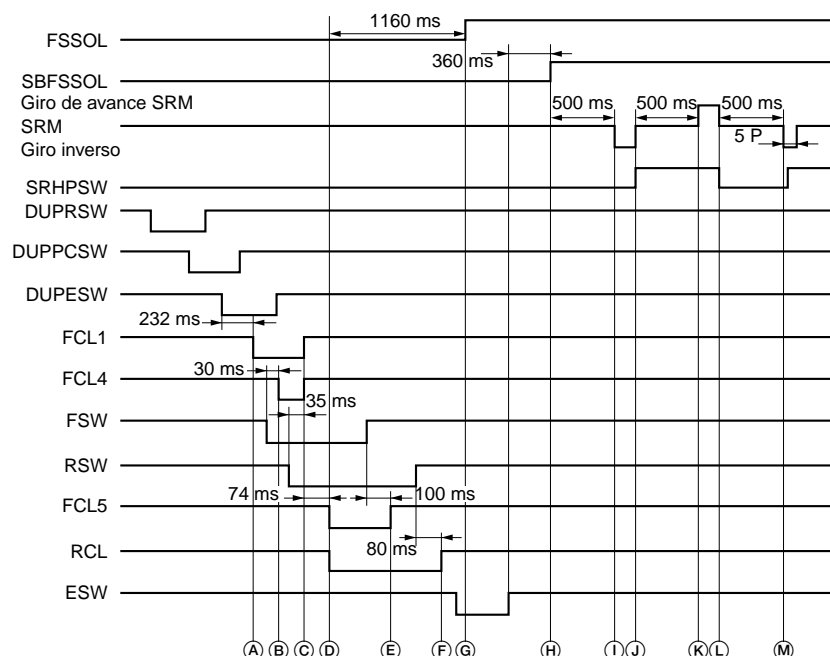 1160 ms
FSSOL
360 ms
SBFSSOL
Giro de avance SRM
500 ms 500 ms 500 ms
SRM
Giro inverso
5 P
SRHPSW
DUPRSW
DUPPCSW
DUPESW
232 ms
FCL1
30 ms
FCL4
35 ms
FSW
RSW
74 ms 100 ms
FCL5
80 ms
RCL
ESW
A B C D E F G H I J K L M